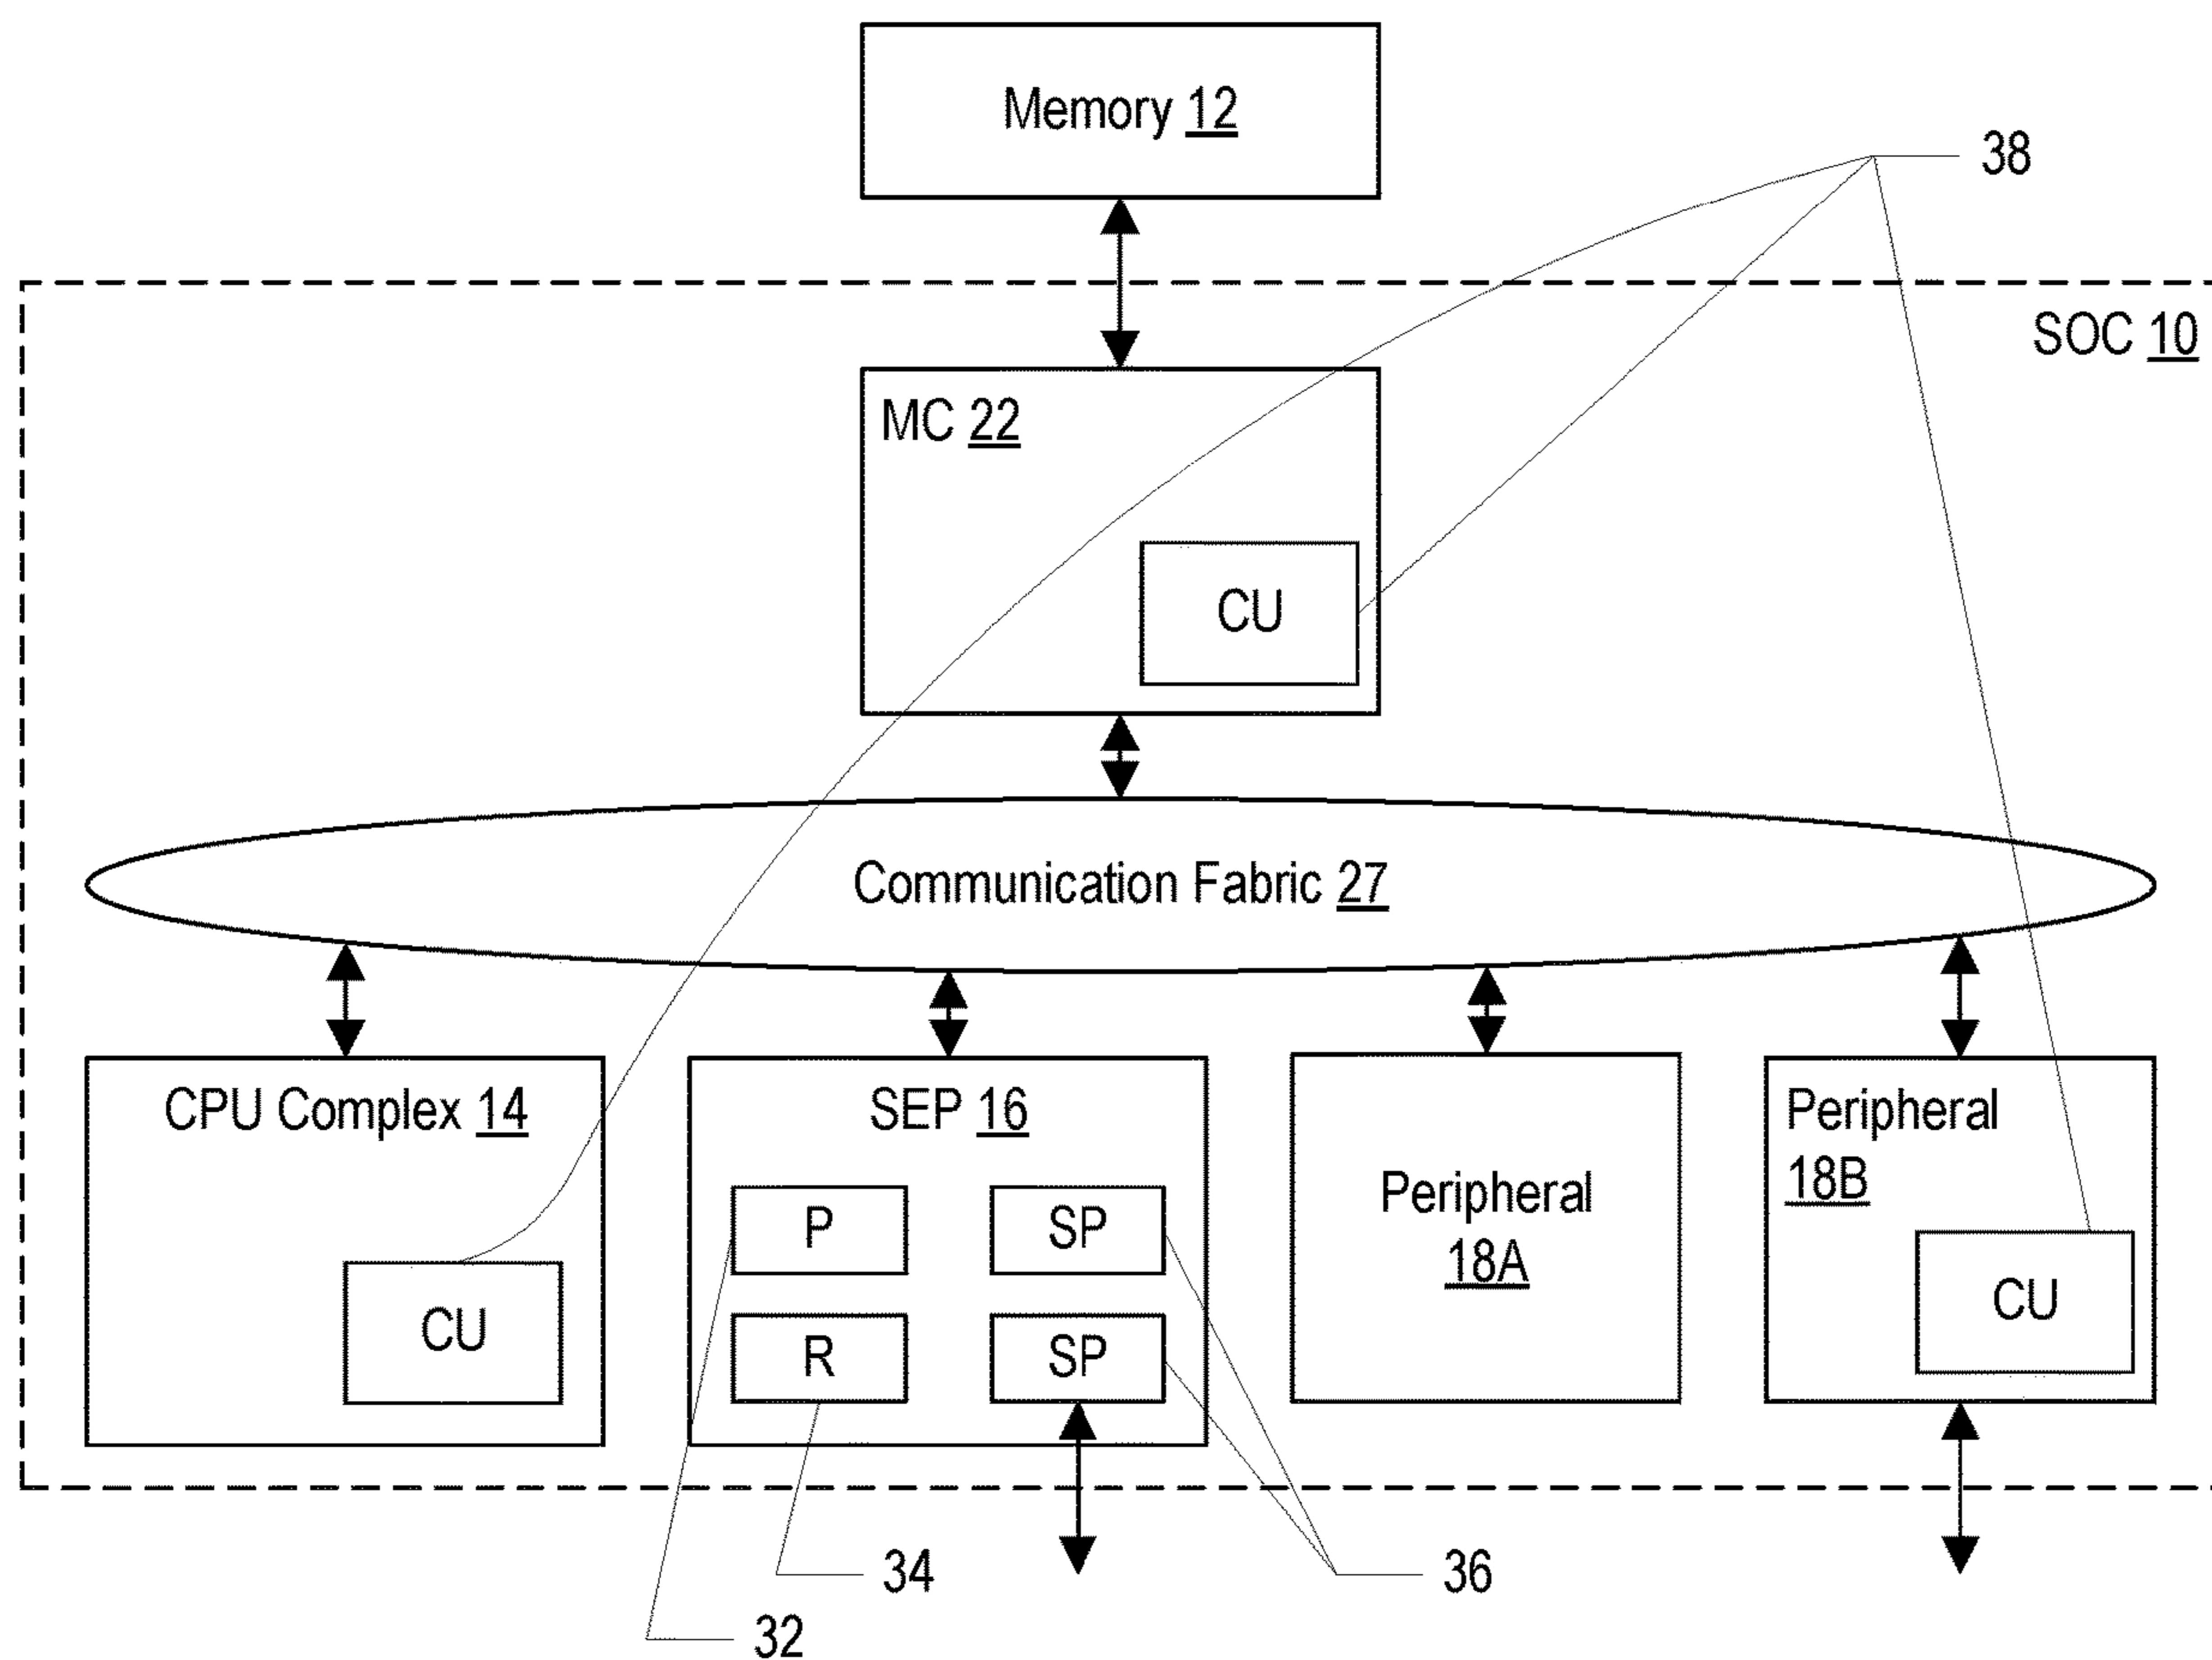 Memory 12
38
SOC 10
MC 22
CU
Communication Fabric 27
CPU Complex 14
CU
SEP 16
P
SP
R
SP
Peripheral
18A
Peripheral
18B
CU
34
36
32